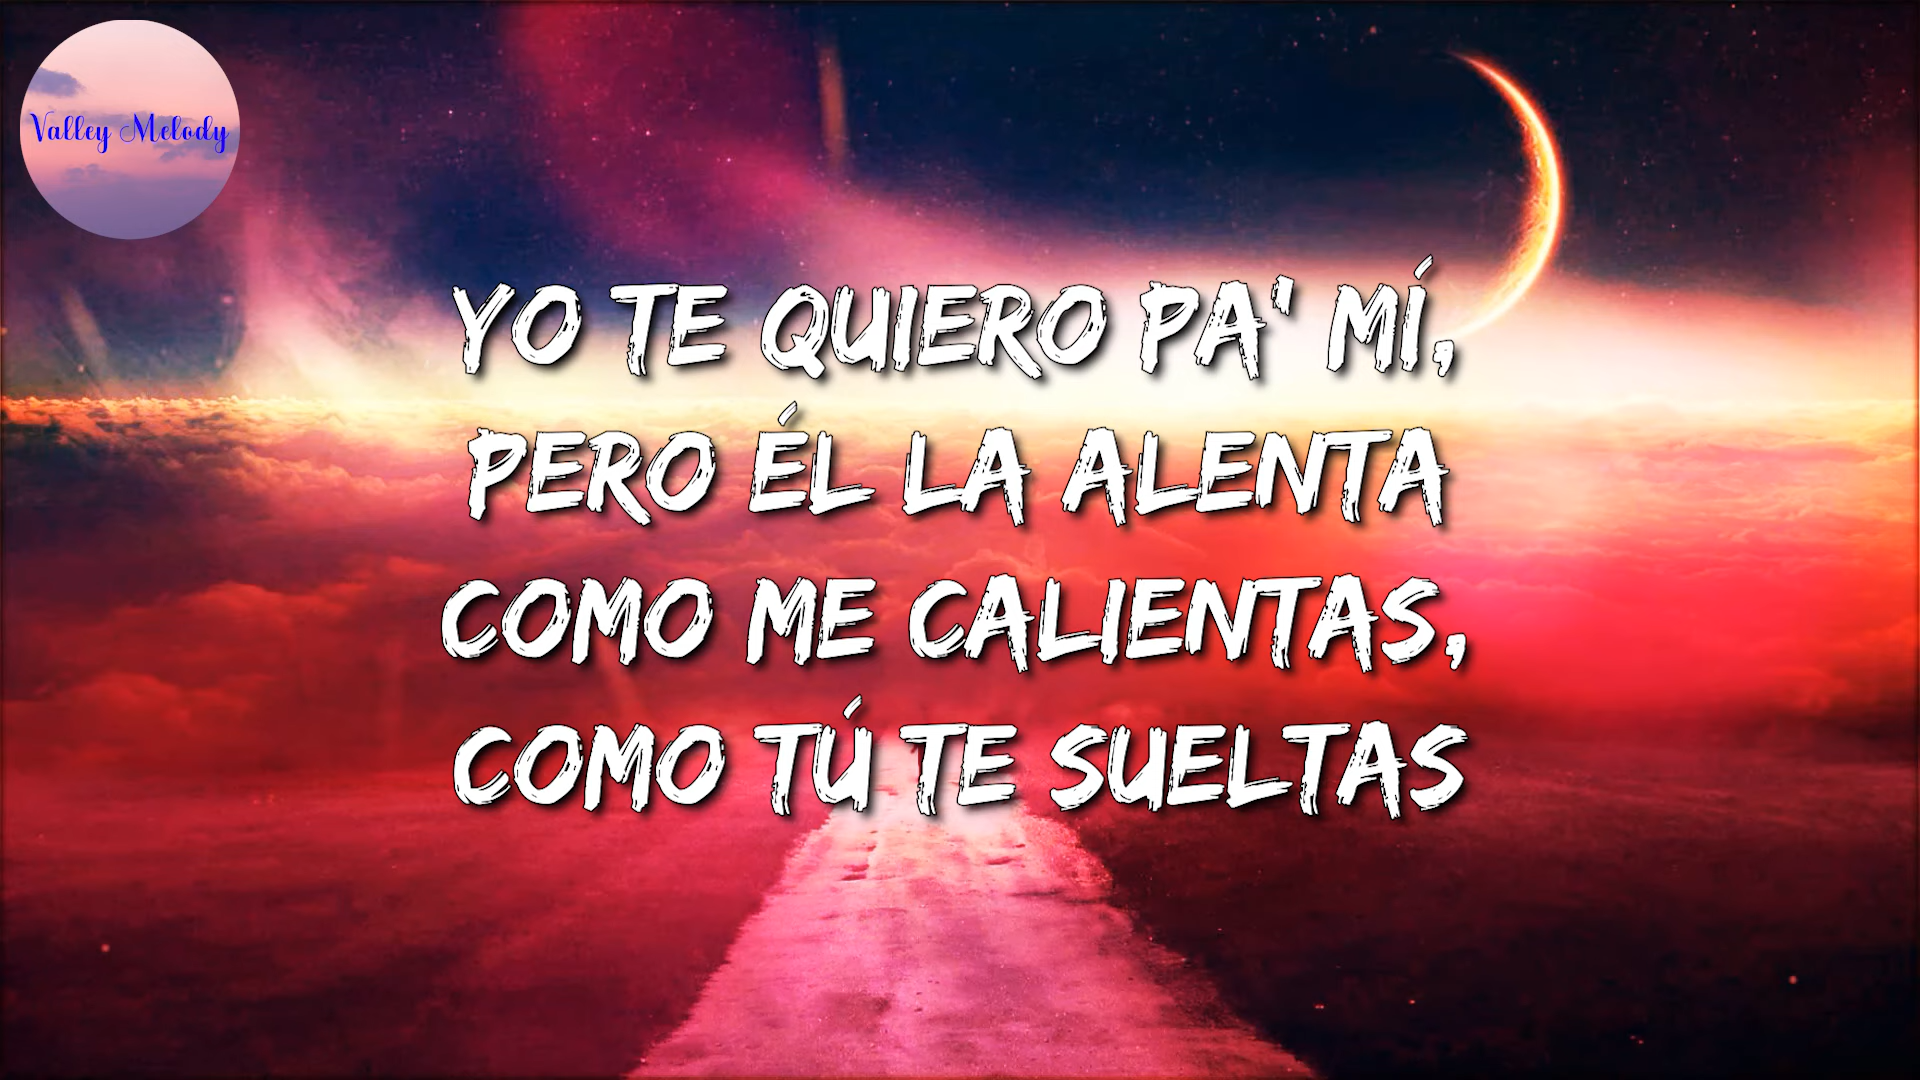 Valley Melody
YO TE QUIERO PA' MÍ,
PERO ÉL LA ALENTA
COMO ME CALIENTAS,
COMO TÚ TE SUELTAS